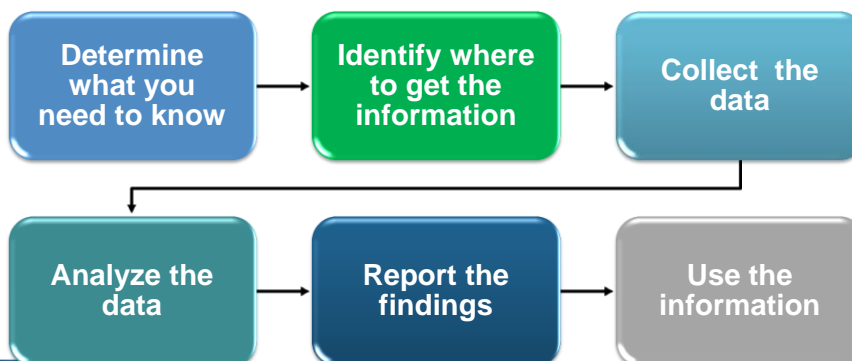 Determine
what you
need to know
Identify where
to get the
information
Collect the
data
Analyze the
data
Report the
findings
Use the
information